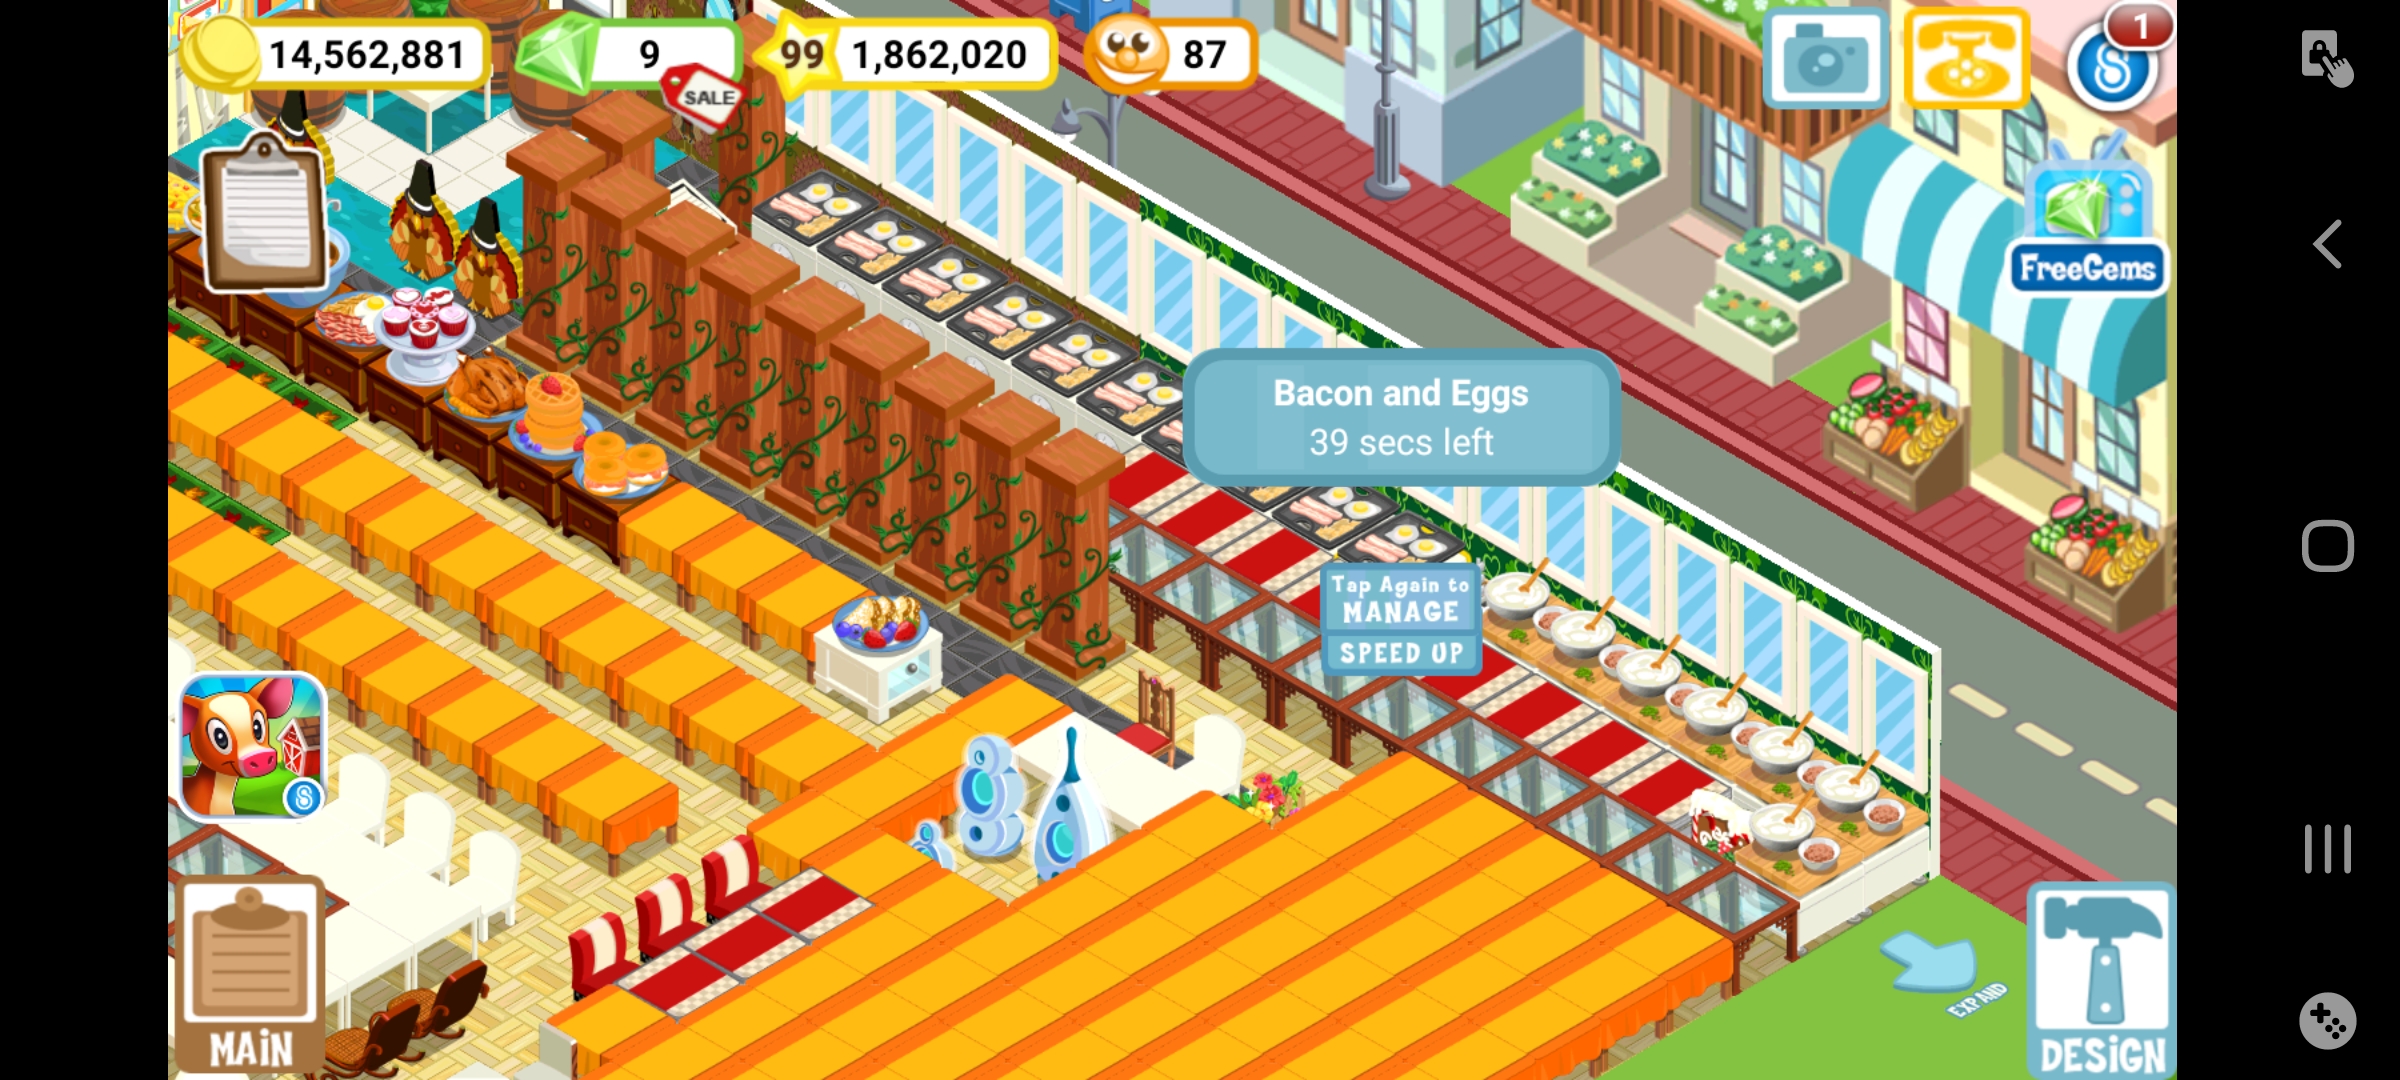 14,562,881
9
SALE
99
1,862,020
87
1
FreeGems
Bacon and Eggs
39 secs left
Tap Again to
MANAGE
SPEED UP
EXPAND
MAiN
DESiGN